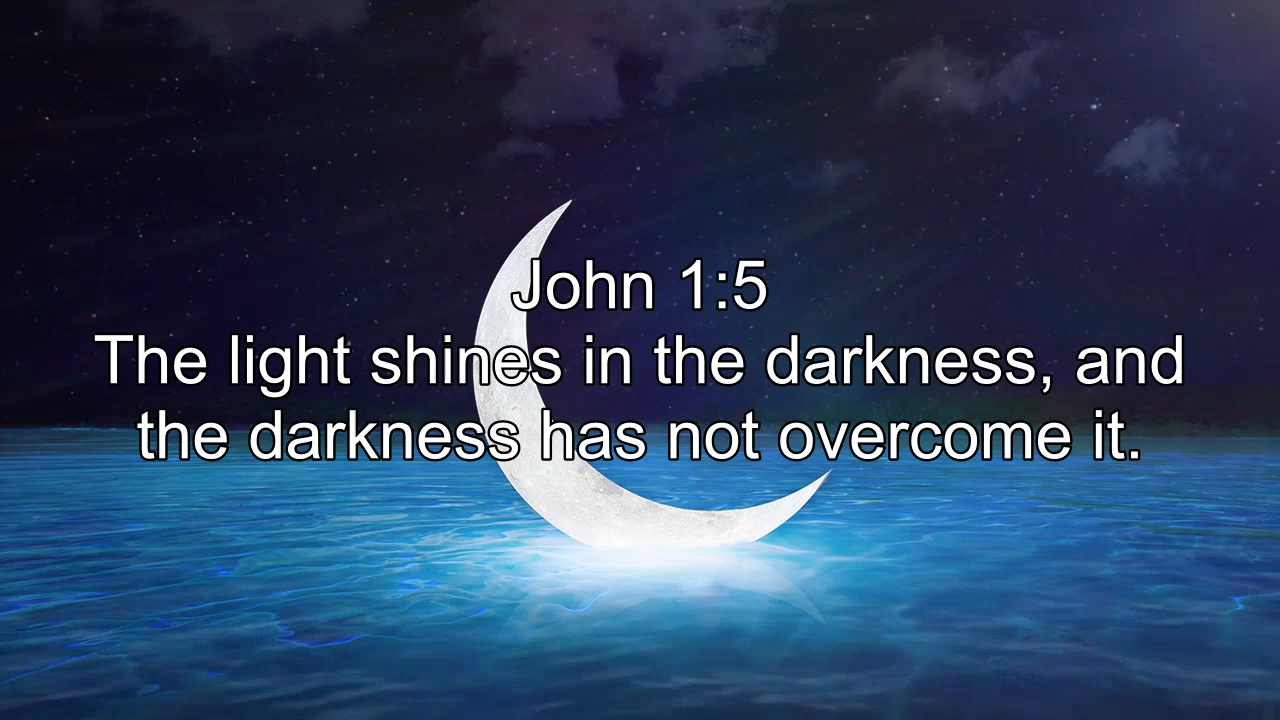 John 1:5
The light shines in the darkness, and
the darkness has not overcome it.